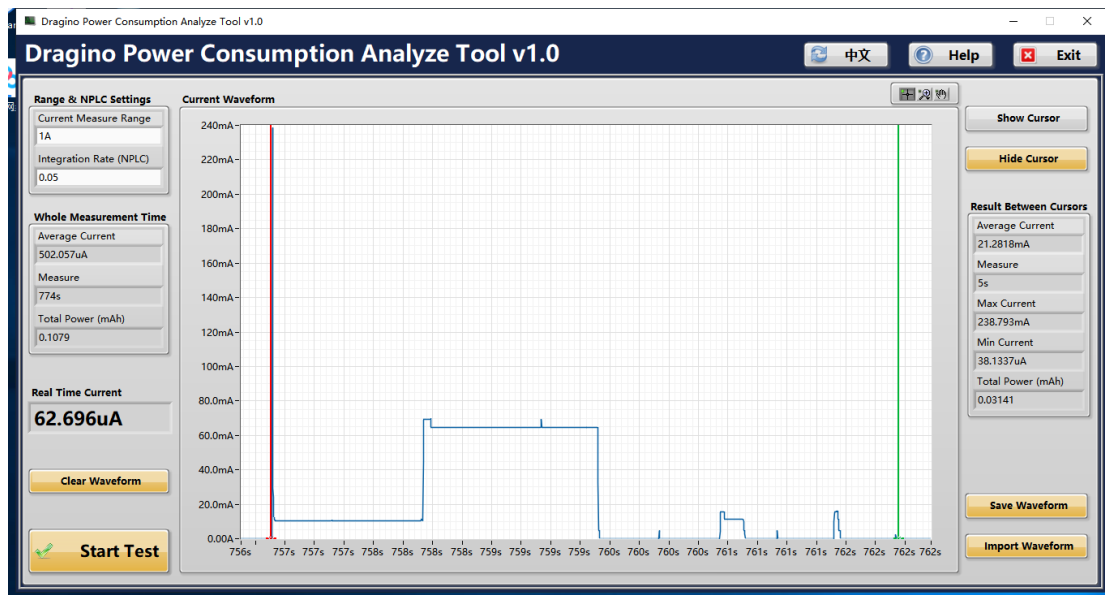 Dragino Power Consumption Analyze Tool v1.0
Dragino Power Consumption Analyze Tool v1.0
中文
Help
Exit
Range & NPLC Settings
Current Measure Range
1A
Integration Rate (NPLC)
0.05
Whole Measurement Time
Average Current
502.057uA
Measure
774s
Total Power (mAh)
0.1079
Real Time Current
62.696uA
Clear Waveform
Start Test
Current Waveform
240mA
220mA
200mA
180mA
160mA
140mA
120mA
100mA
80.0mA
60.0mA
40.0mA
20.0mA
0.00A
756s 757s 757s 757s 758s 758s 758s 758s 759s 759s 759s 759s 760s 760s 760s 760s 761s 761s 761s 761s 762s 762s 762s 762s
Show Cursor
Hide Cursor
Result Between Cursors
Average Current
21.2818mA
Measure
5s
Max Current
238.793mA
Min Current
38.1337uA
Total Power (mAh)
0.03141
Save Waveform
Import Waveform